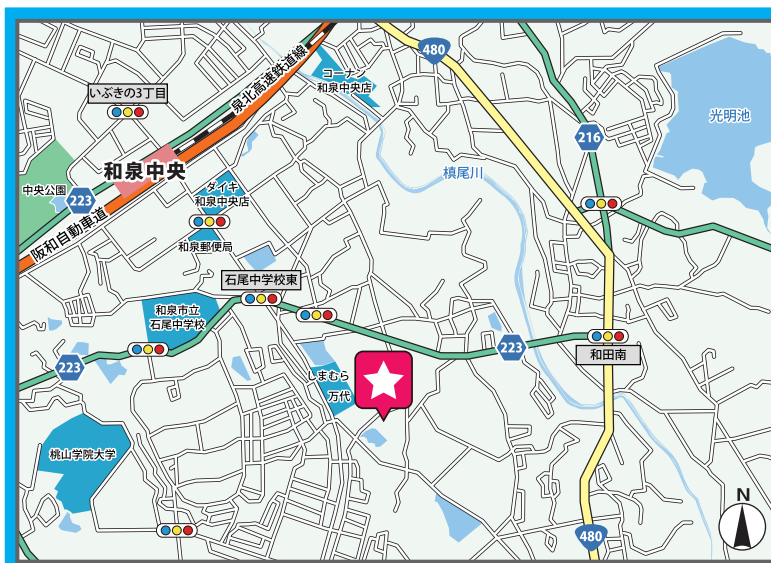 480
泉北高速鉄道線
コーナン
和泉中央店
いぶきの3丁目
光明池
216
和泉中央
槙尾川
中央公園
223
ダイキ
和泉中央店
阪和自動車道
和泉郵便局
石尾中学校東
和泉市立
石尾中学校
223
和田南
223
しまむら
万代
桃山学院大学
N
480